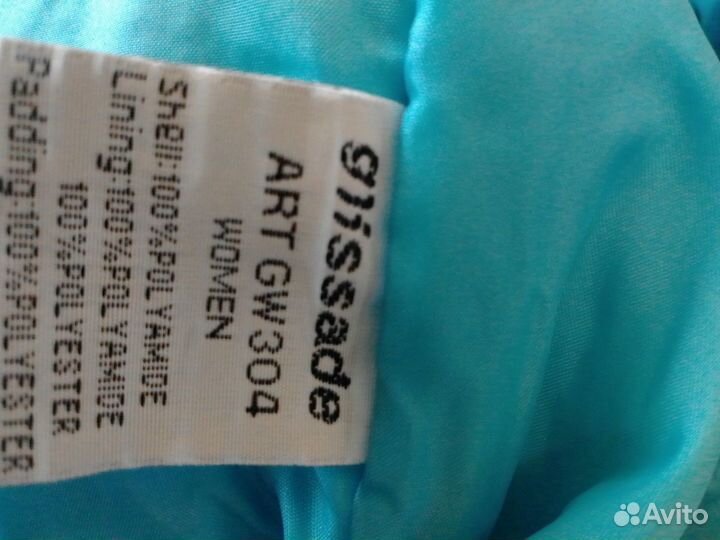 glissade
ART GW304
WOMEN
Shell:100%POLYAMIDE
Lining:100%POLYAMIDE
100%POLYESTER
Padding:100%POLYESTER
Avito